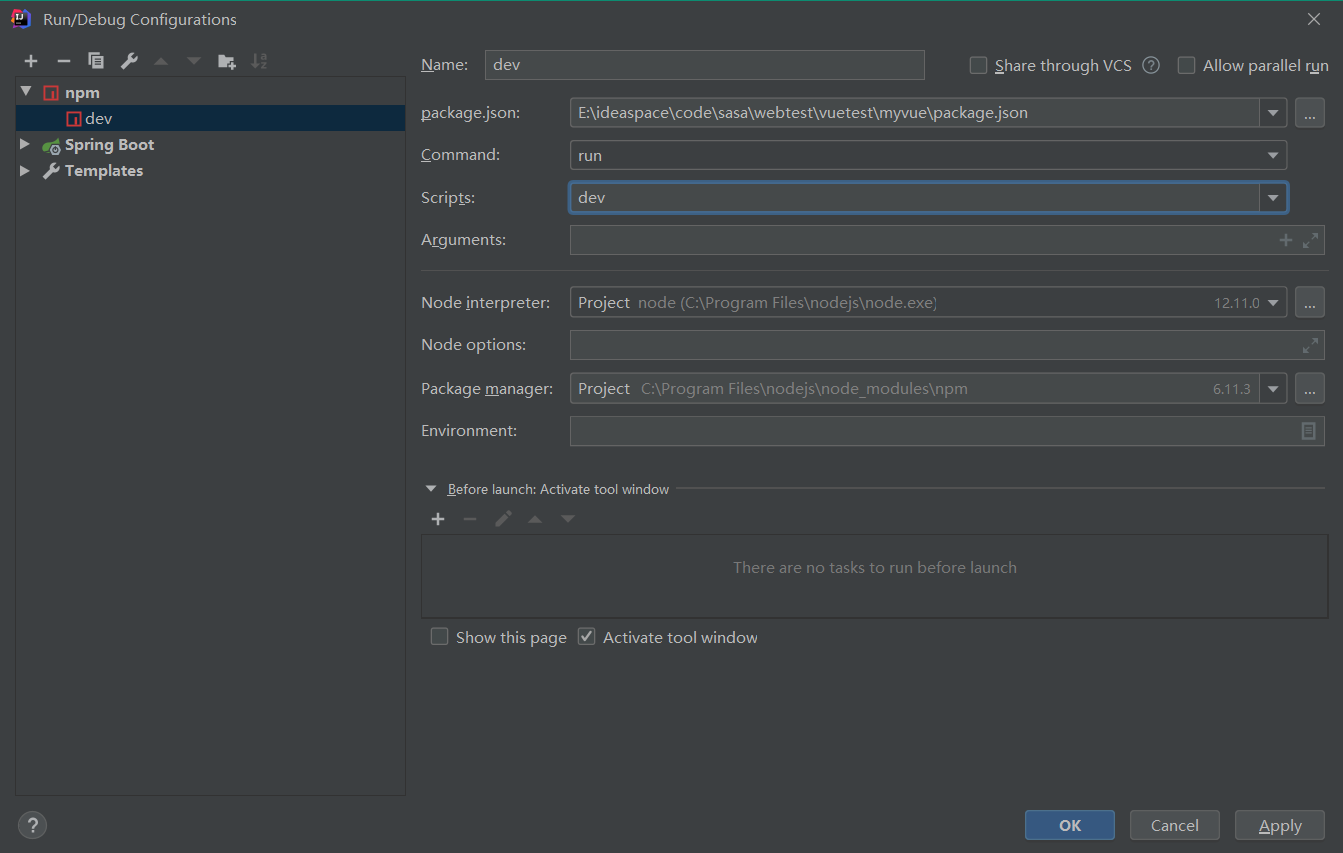 Run/Debug Configurations
npm
dev
Spring Boot
Templates
Name: dev
Share through VCS ?
Allow parallel run
package.json: E:\ideaspace\code\sasa\webtest\vuetest\myvue\package.json ...
Command: run
Scripts: dev
Arguments:
Node interpreter: Project node (C:\Program Files\nodejs\node.exe) 12.11.0 ...
Node options:
Package manager: Project C:\Program Files\nodejs\node_modules\npm 6.11.3 ...
Environment:
Before launch: Activate tool window
There are no tasks to run before launch
Show this page
Activate tool window
?
OK
Cancel
Apply